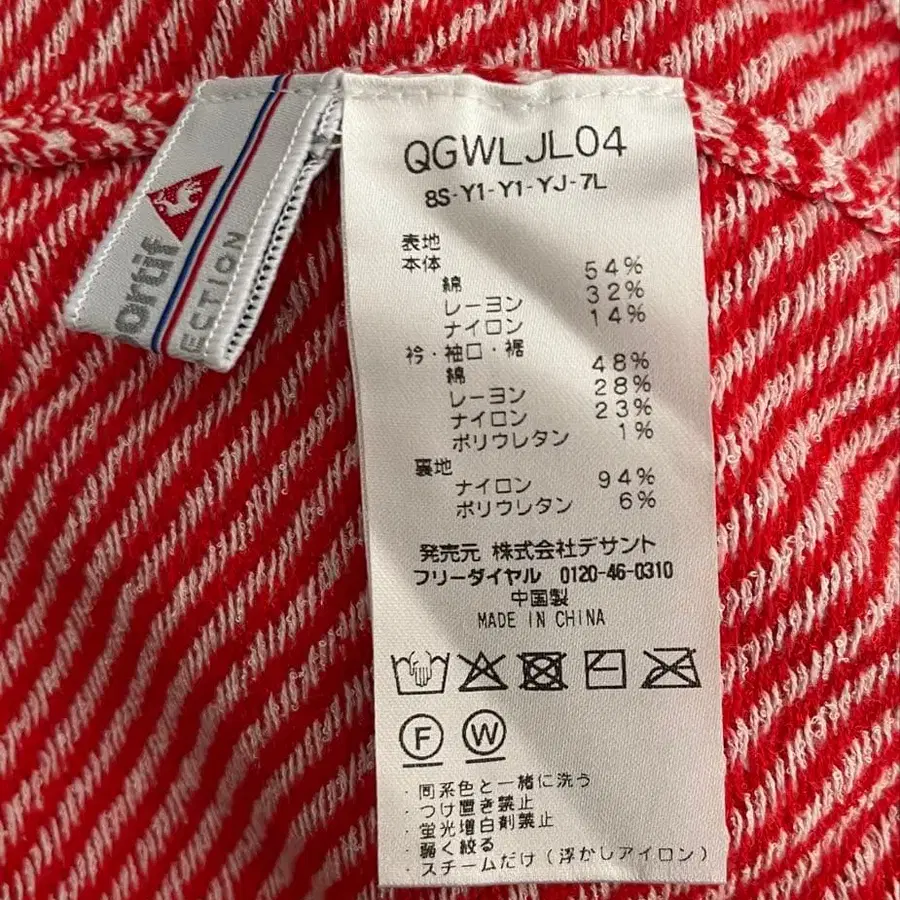 ortif
ECTION
QGWLJL04
8S-Y1-Y1-YJ-7L
表地
本体
綿 54%
レーヨン 32%
ナイロン 14%
衿・袖口・裾
綿 48%
レーヨン 28%
ナイロン 23%
ポリウレタン 1%
裏地
ナイロン 94%
ポリウレタン 6%
発売元 株式会社デサント
フリーダイヤル 0120-46-0310
中国製
MADE IN CHINA
F W
・同系色と一緒に洗う
・つけ置き禁止
・蛍光増白剤禁止
・弱く絞る
・スチームだけ(浮かしアイロン)